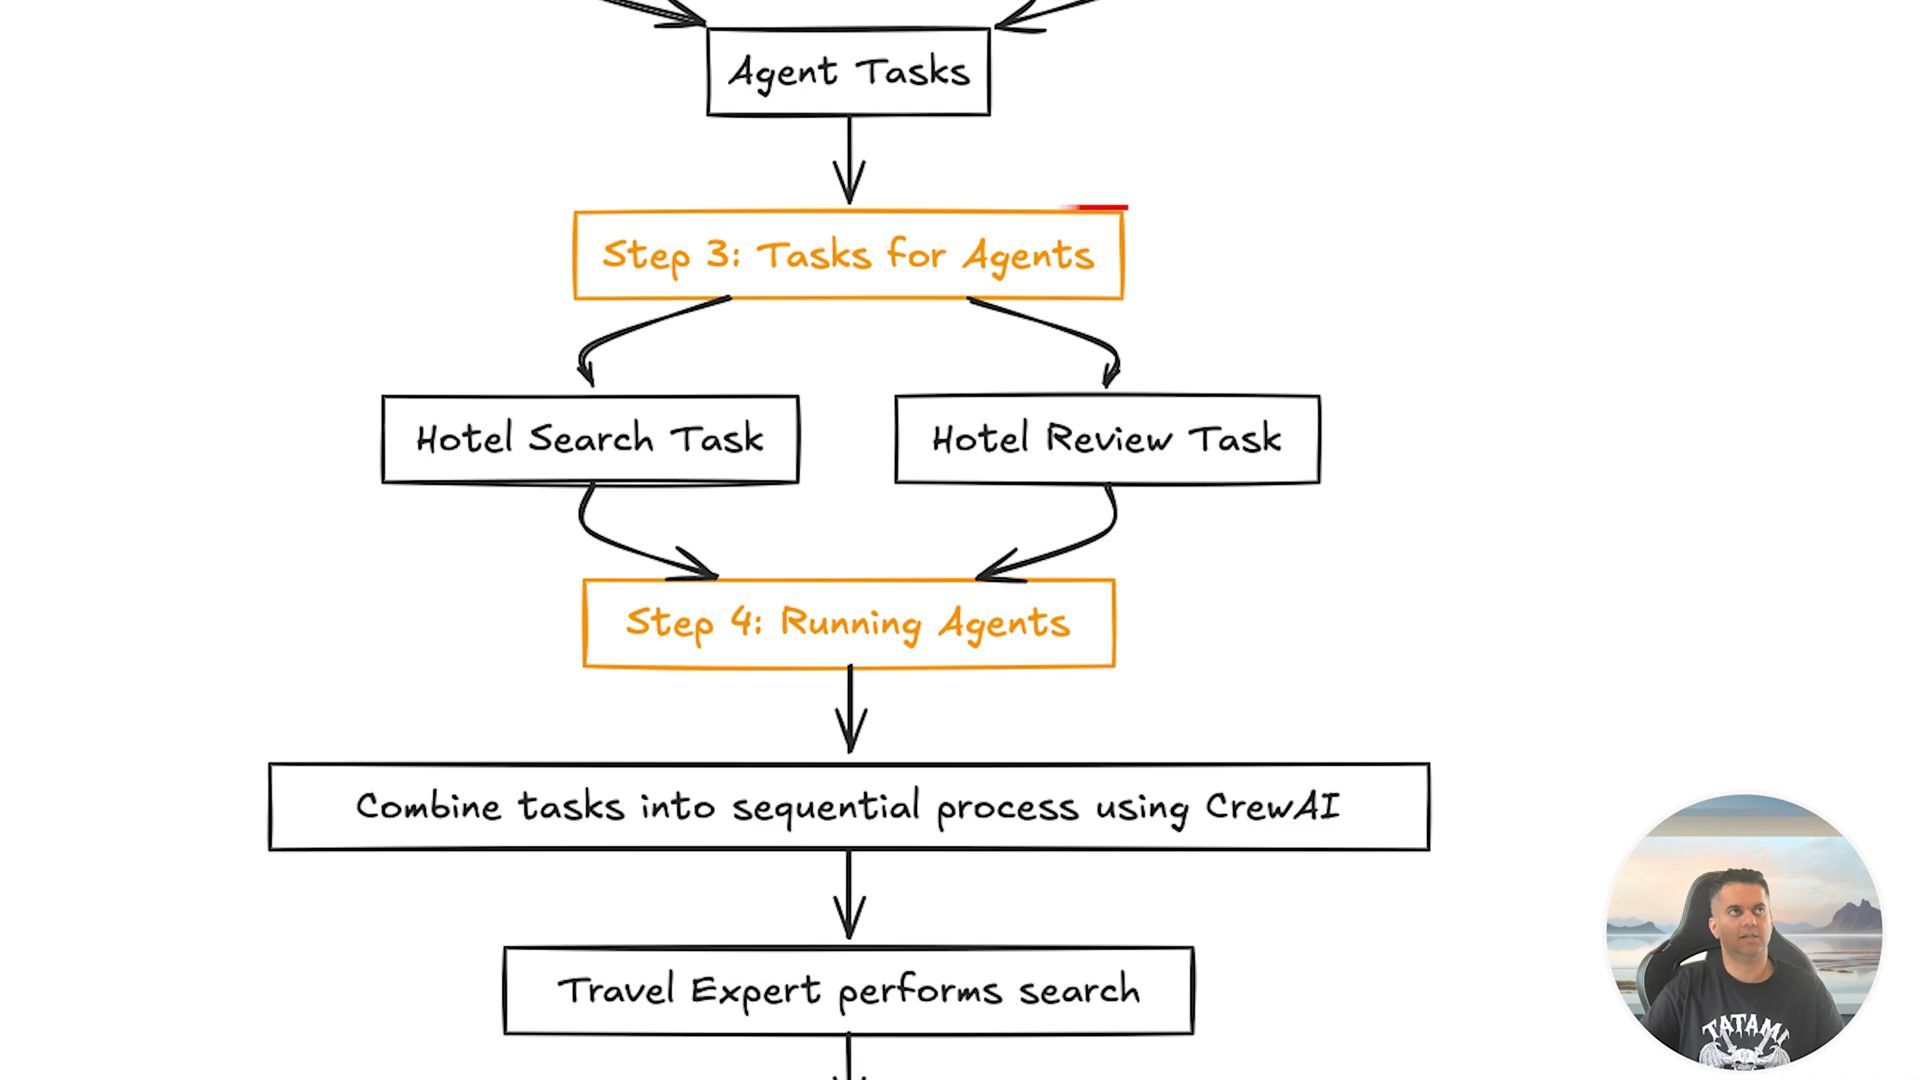 Agent Tasks
Step 3: Tasks for Agents
Hotel Search Task
Hotel Review Task
Step 4: Running Agents
Combine tasks into sequential process using CrewAI
Travel Expert performs search
TATAMI